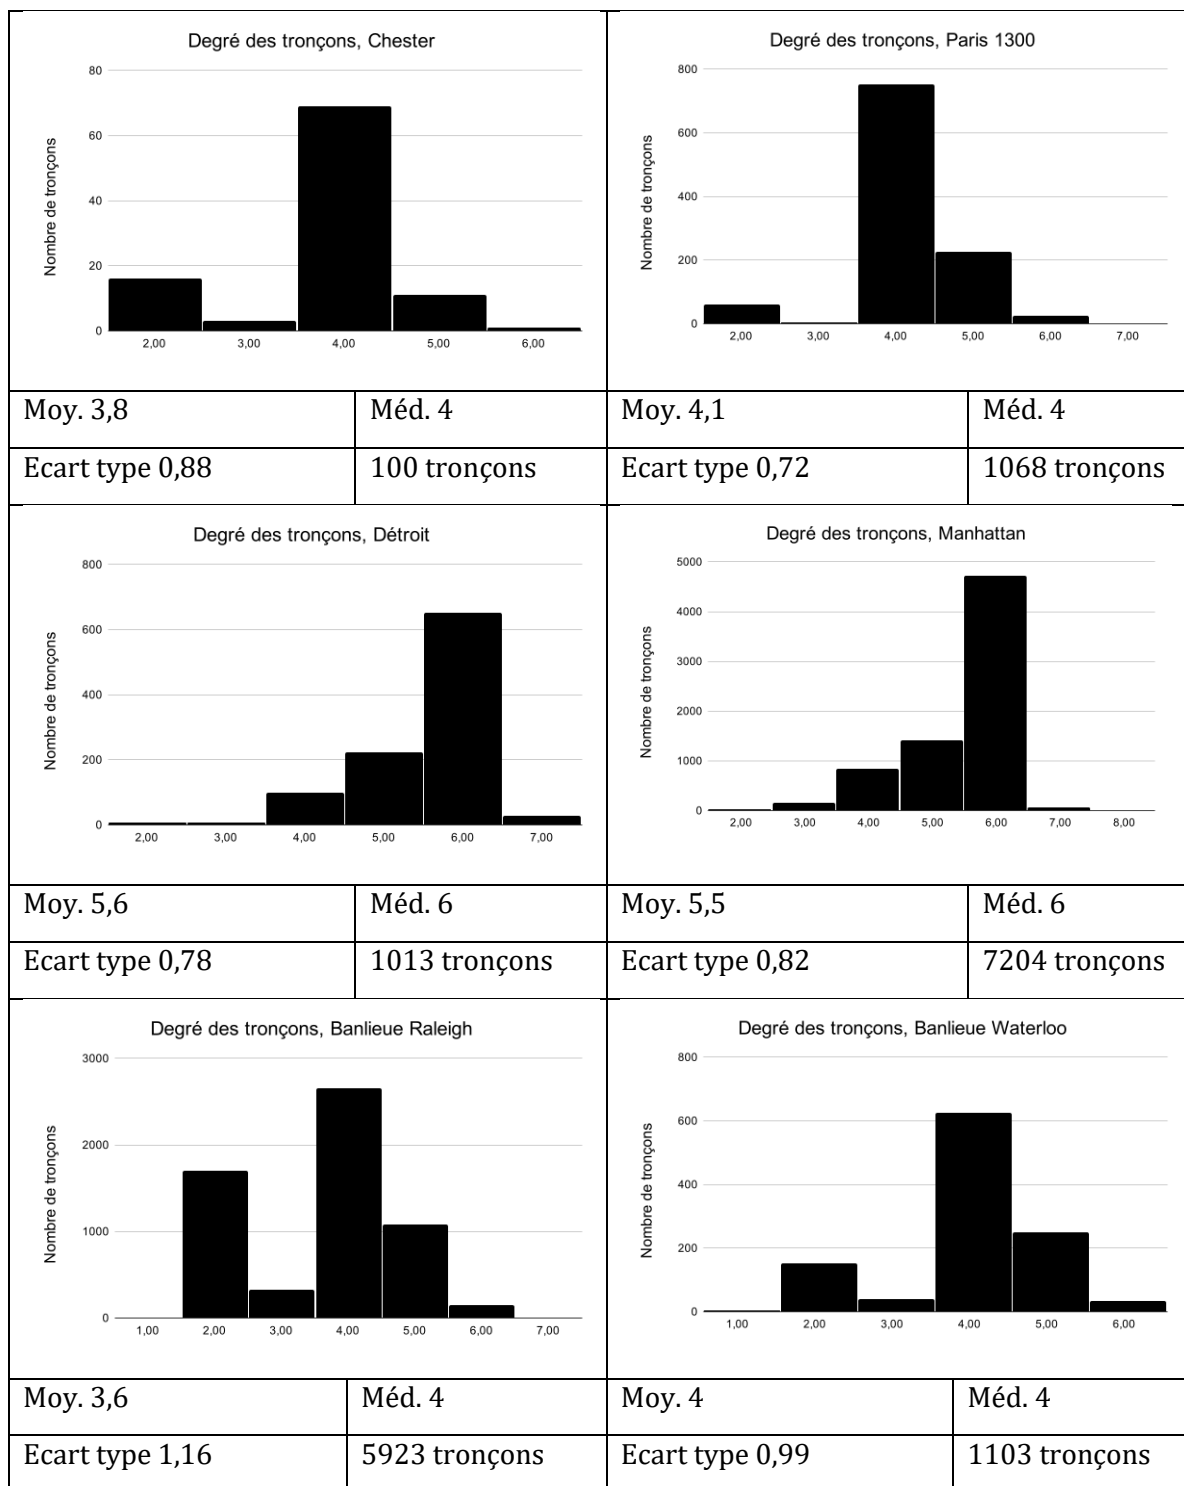 Degré des tronçons, Chester
Nombre de tronçons
80
60
40
20
0
2,00 3,00 4,00 5,00 6,00
Degré des tronçons, Paris 1300
Nombre de tronçons
800
600
400
200
0
2,00 3,00 4,00 5,00 6,00 7,00
Moy. 3,8 Méd. 4 Moy. 4,1 Méd. 4
Ecart type 0,88 100 tronçons Ecart type 0,72 1068 tronçons
Degré des tronçons, Détroit
Nombre de tronçons
800
600
400
200
0
2,00 3,00 4,00 5,00 6,00 7,00
Degré des tronçons, Manhattan
Nombre de tronçons
5000
4000
3000
2000
1000
0
2,00 3,00 4,00 5,00 6,00 7,00 8,00
Moy. 5,6 Méd. 6 Moy. 5,5 Méd. 6
Ecart type 0,78 1013 tronçons Ecart type 0,82 7204 tronçons
Degré des tronçons, Banlieue Raleigh
Nombre de tronçons
3000
2000
1000
0
1,00 2,00 3,00 4,00 5,00 6,00 7,00
Degré des tronçons, Banlieue Waterloo
Nombre de tronçons
800
600
400
200
0
1,00 2,00 3,00 4,00 5,00 6,00
Moy. 3,6 Méd. 4 Moy. 4 Méd. 4
Ecart type 1,16 5923 tronçons Ecart type 0,99 1103 tronçons